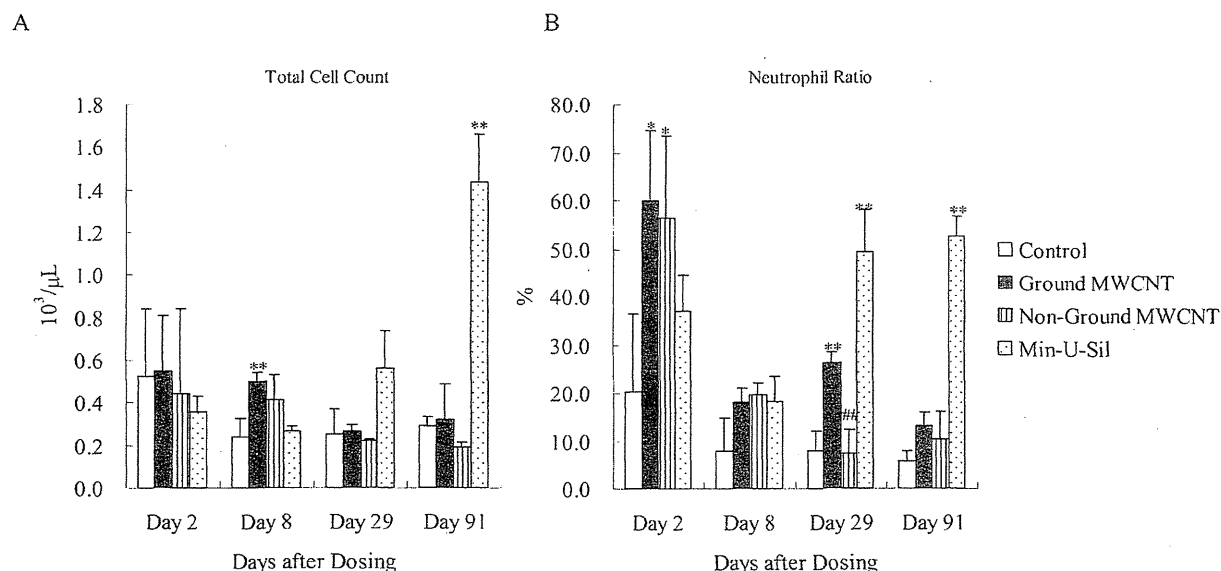 A
B
Total Cell Count
Neutrophil Ratio
1.8
1.6
1.4
1.2
1.0
0.8
0.6
0.4
0.2
0.0
10³/µL
**
**
Day 2 Day 8 Day 29 Day 91
Days after Dosing
80.0
70.0
60.0
50.0
40.0
30.0
20.0
10.0
0.0
%
* *
**
##
**
**
Day 2 Day 8 Day 29 Day 91
Days after Dosing
Control
Ground MWCNT
Non-Ground MWCNT
Min-U-Sil